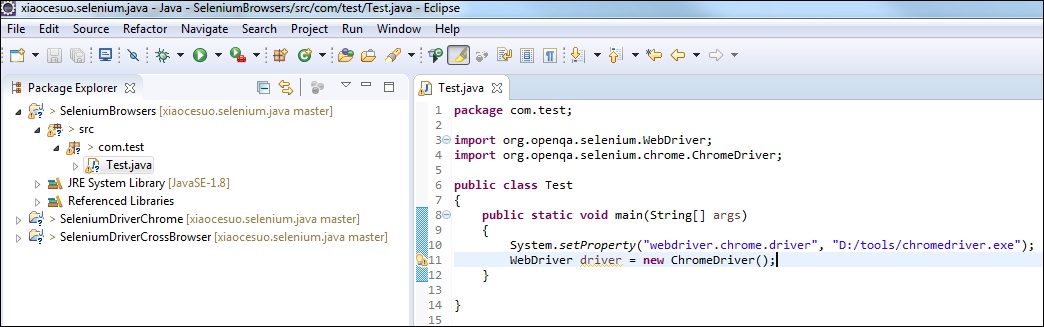 xiaocesuo.selenium.java - Java - SeleniumBrowsers/src/com/test/Test.java - Eclipse
File Edit Source Refactor Navigate Search Project Run Window Help
Package Explorer
> SeleniumBrowsers [xiaocesuo.selenium.java master]
> src
> com.test
Test.java
JRE System Library [JavaSE-1.8]
Referenced Libraries
> SeleniumDriverChrome [xiaocesuo.selenium.java master]
> SeleniumDriverCrossBrowser [xiaocesuo.selenium.java master]
Test.java
1 package com.test;
2
3 import org.openqa.selenium.WebDriver;
4 import org.openqa.selenium.chrome.ChromeDriver;
5
6 public class Test
7 {
8 public static void main(String[] args)
9 {
10 System.setProperty("webdriver.chrome.driver", "D:/tools/chromedriver.exe");
11 WebDriver driver = new ChromeDriver();
12 }
13
14 }
15